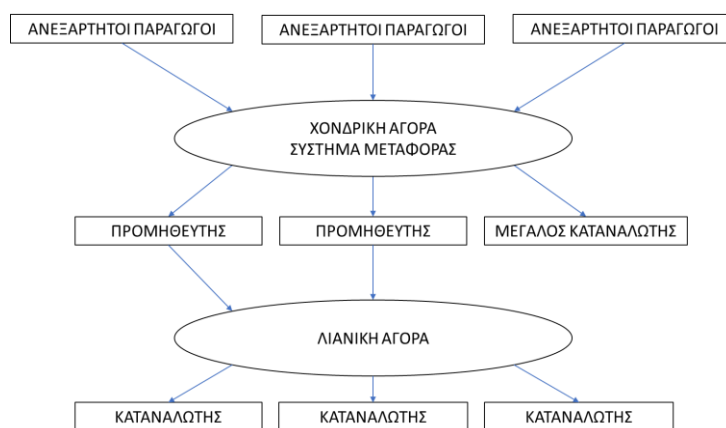 ΑΝΕΞΑΡΤΗΤΟΙ ΠΑΡΑΓΩΓΟΙ
ΑΝΕΞΑΡΤΗΤΟΙ ΠΑΡΑΓΩΓΟΙ
ΑΝΕΞΑΡΤΗΤΟΙ ΠΑΡΑΓΩΓΟΙ
ΧΟΝΔΡΙΚΗ ΑΓΟΡΑ
ΣΥΣΤΗΜΑ ΜΕΤΑΦΟΡΑΣ
ΠΡΟΜΗΘΕΥΤΗΣ
ΠΡΟΜΗΘΕΥΤΗΣ
ΜΕΓΑΛΟΣ ΚΑΤΑΝΑΛΩΤΗΣ
ΛΙΑΝΙΚΗ ΑΓΟΡΑ
ΚΑΤΑΝΑΛΩΤΗΣ
ΚΑΤΑΝΑΛΩΤΗΣ
ΚΑΤΑΝΑΛΩΤΗΣ